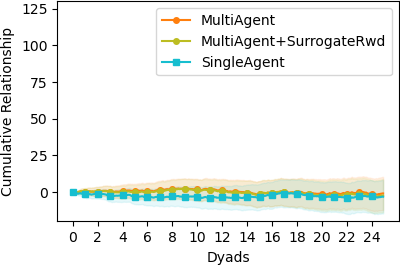 Cumulative Relationship
125
100
75
50
25
0
MultiAgent
MultiAgent+SurrogateRwd
SingleAgent
0 2 4 6 8 10 12 14 16 18 20 22 24
Dyads